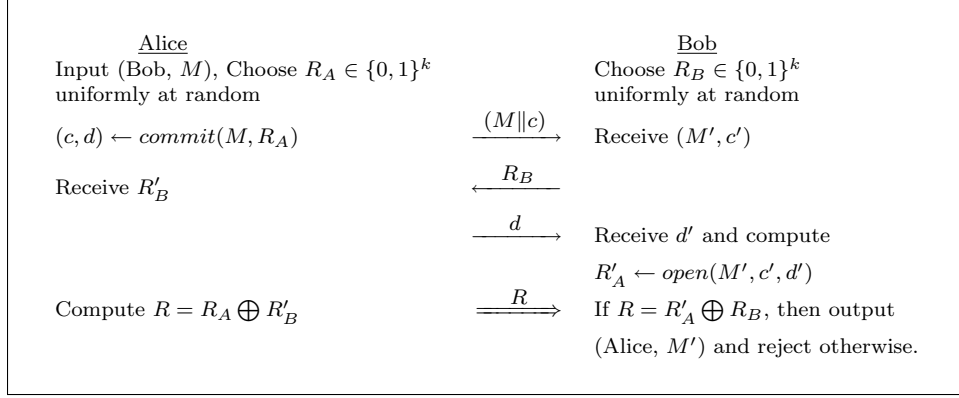 Alice Bob
Input (Bob, M), Choose R_A ∈ {0, 1}^k Choose R_B ∈ {0, 1}^k
uniformly at random uniformly at random
(c, d) ← commit(M, R_A) (M∥c) Receive (M′, c′)
Receive R′_B R_B
d Receive d′ and compute
R′_A ← open(M′, c′, d′)
Compute R = R_A ⨁ R′_B R If R = R′_A ⨁ R_B, then output
(Alice, M′) and reject otherwise.